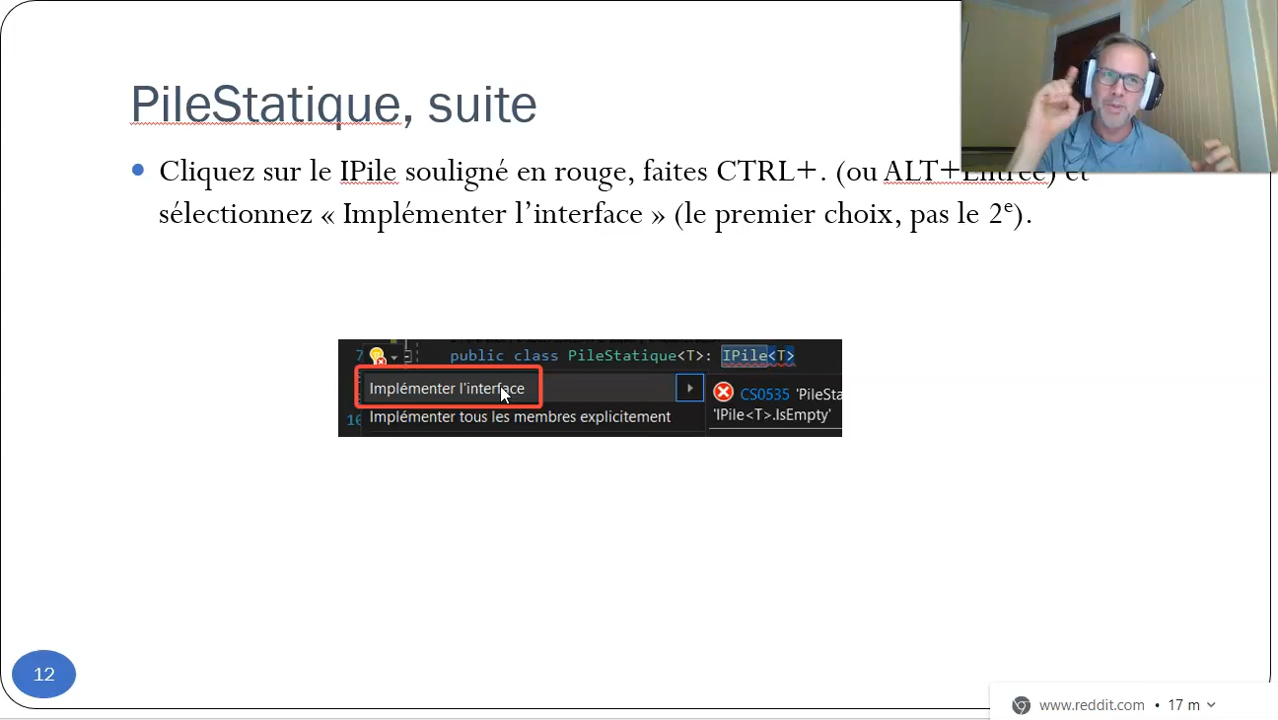 PileStatique, suite
Cliquez sur le IPile souligné en rouge, faites CTRL+. (ou ALT+Entrée) et
sélectionnez « Implémenter l'interface » (le premier choix, pas le 2e).
7 public class PileStatique<T>: IPile<T>
Implémenter l'interface
CS0535 'PileSta
Implémenter tous les membres explicitement
'IPile<T>.IsEmpty'
12
www.reddit.com • 17 m